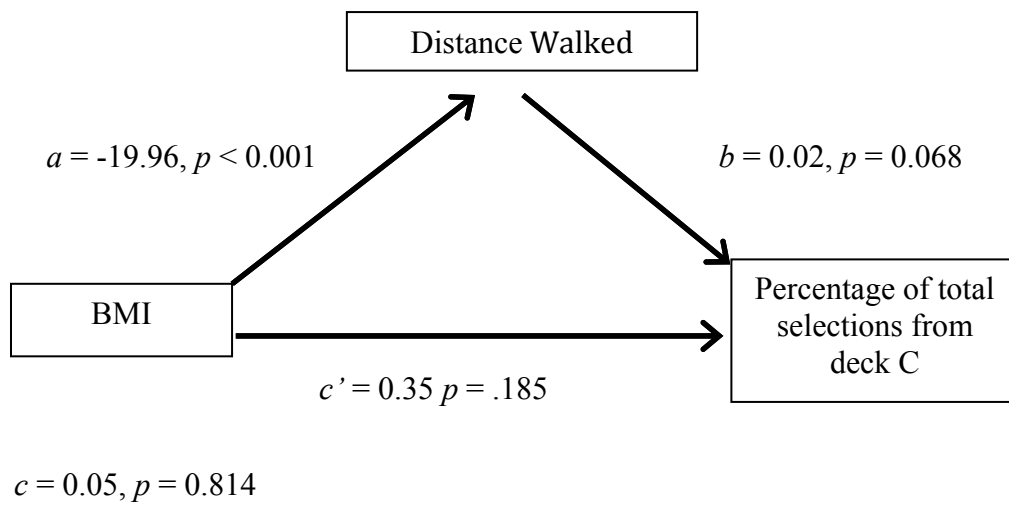 Distance Walked
a = -19.96, p < 0.001
b = 0.02, p = 0.068
BMI
Percentage of total
selections from
deck C
c’ = 0.35 p = .185
c = 0.05, p = 0.814